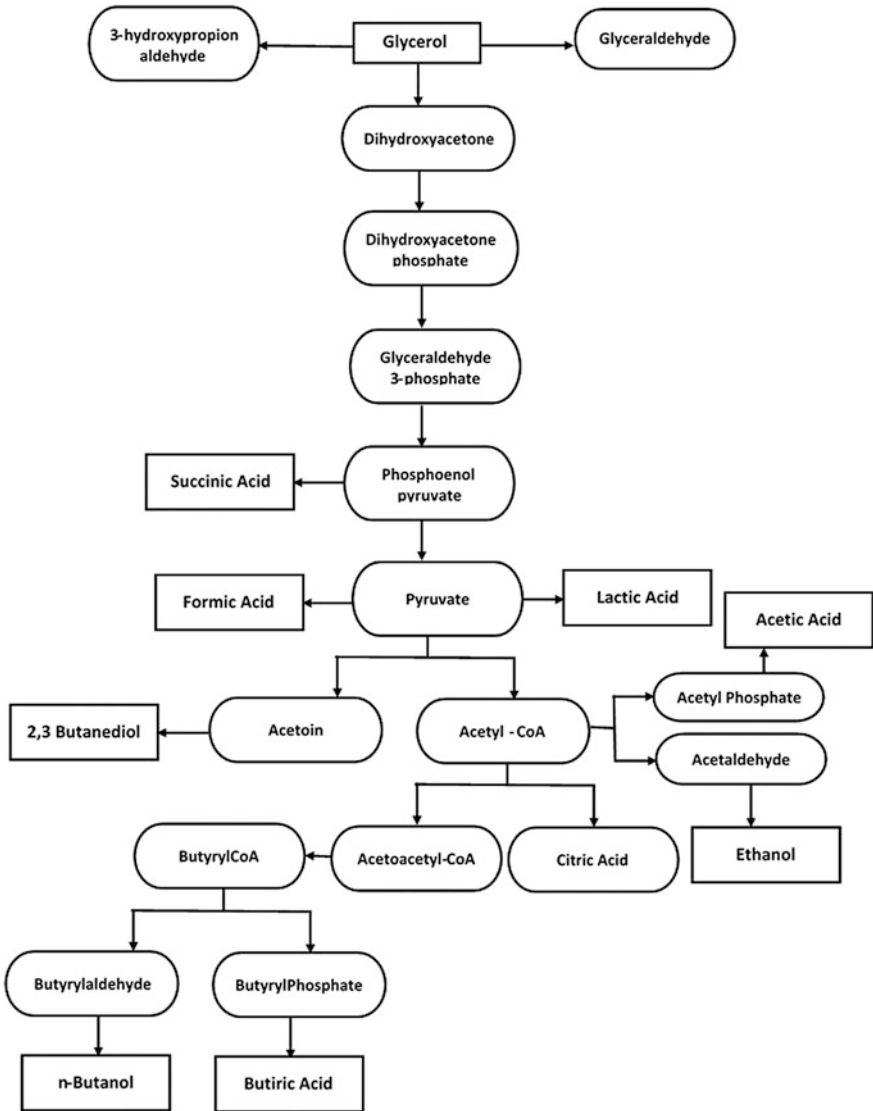 3-hydroxypropion
aldehyde
Glycerol
Glyceraldehyde
Dihydroxyacetone
Dihydroxyacetone
phosphate
Glyceraldehyde
3-phosphate
Succinic Acid
Phosphoenol
pyruvate
Formic Acid
Pyruvate
Lactic Acid
Acetic Acid
2,3 Butanediol
Acetoin
Acetyl - CoA
Acetyl Phosphate
Acetaldehyde
ButyrylCoA
Acetoacetyl-CoA
Citric Acid
Ethanol
Butyrylaldehyde
ButyrylPhosphate
n-Butanol
Butiric Acid